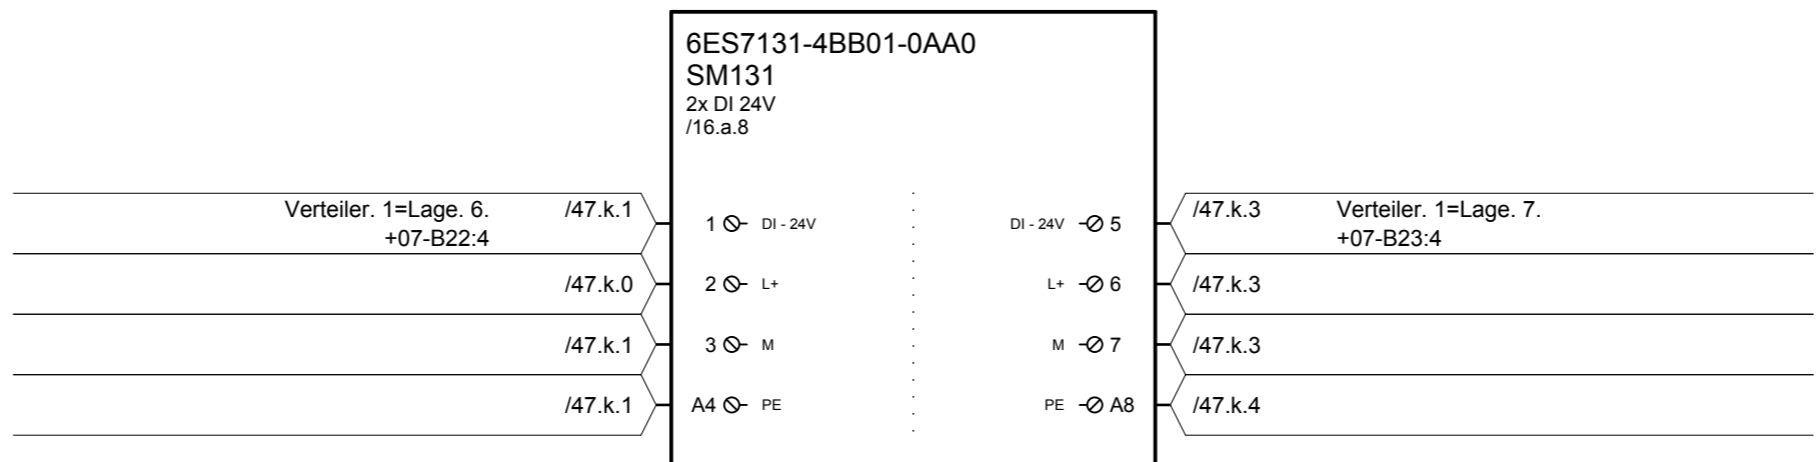 6ES7131-4BB01-0AA0
SM131
2x DI 24V
/16.a.8
Verteiler. 1=Lage. 6. /47.k.1 1 DI - 24V DI - 24V 5 /47.k.3 Verteiler. 1=Lage. 7.
+07-B22:4 +07-B23:4
/47.k.0 2 L+ L+ 6 /47.k.3
/47.k.1 3 M M 7 /47.k.3
/47.k.1 A4 PE PE A8 /47.k.4